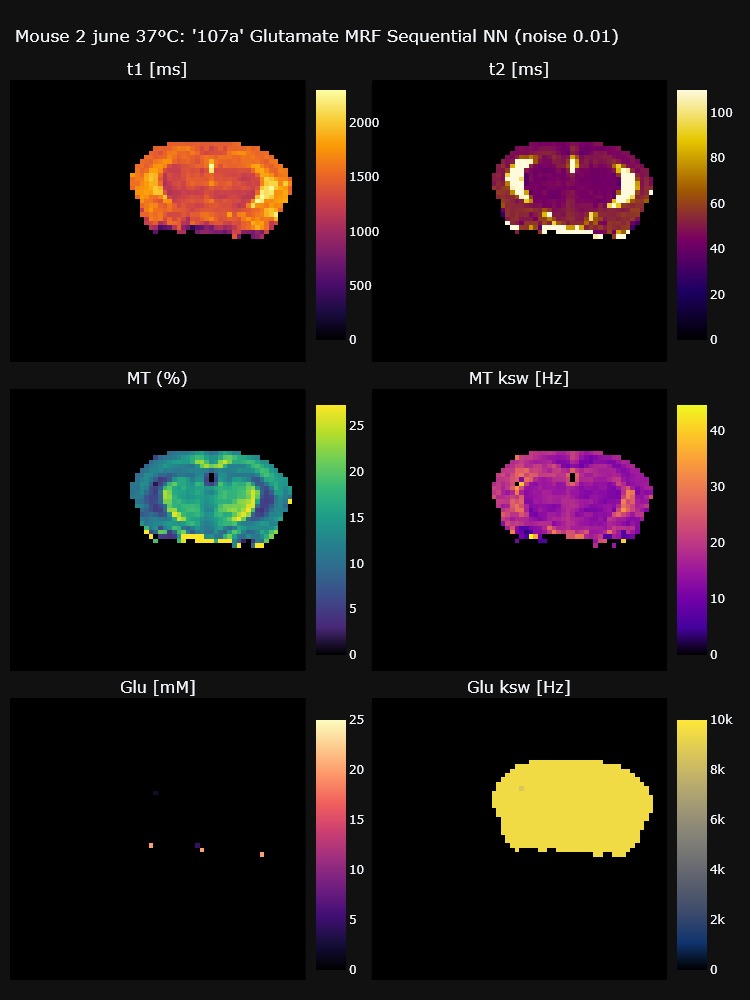 Mouse 2 june 37ºC: '107a' Glutamate MRF Sequential NN (noise 0.01)
t1 [ms]
2000
1500
1000
500
0
t2 [ms]
100
80
60
40
20
0
MT (%)
25
20
15
10
5
0
MT ksw [Hz]
40
30
20
10
0
Glu [mM]
25
20
15
10
5
0
Glu ksw [Hz]
10k
8k
6k
4k
2k
0